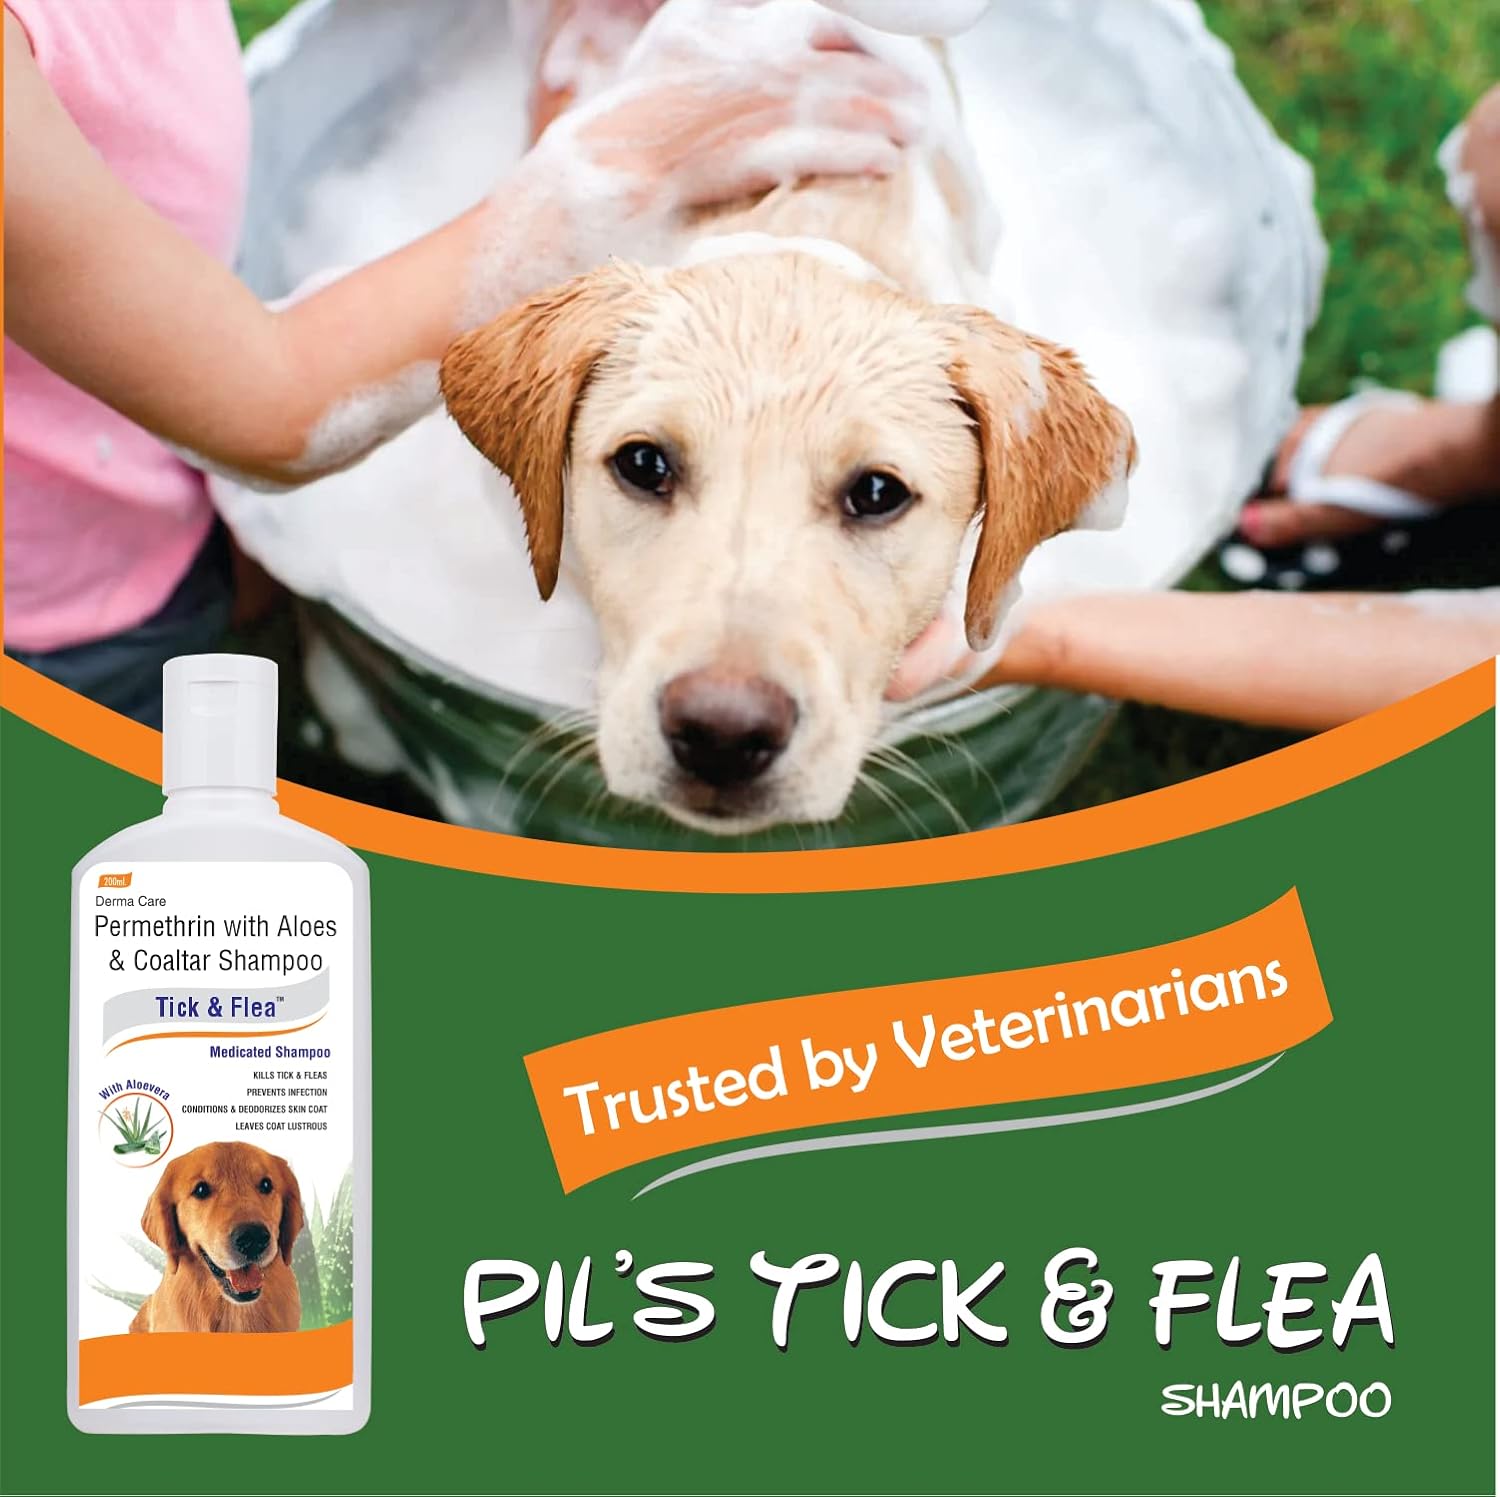 200ml.
Derma Care
Permethrin with Aloes
& Coaltar Shampoo
Tick & Flea™
Medicated Shampoo
With Aloevera
KILLS TICK & FLEAS
PREVENTS INFECTION
CONDITIONS & DEODORIZES SKIN COAT
LEAVES COAT LUSTROUS
Trusted by Veterinarians
PIL'S TICK & FLEA
SHAMPOO